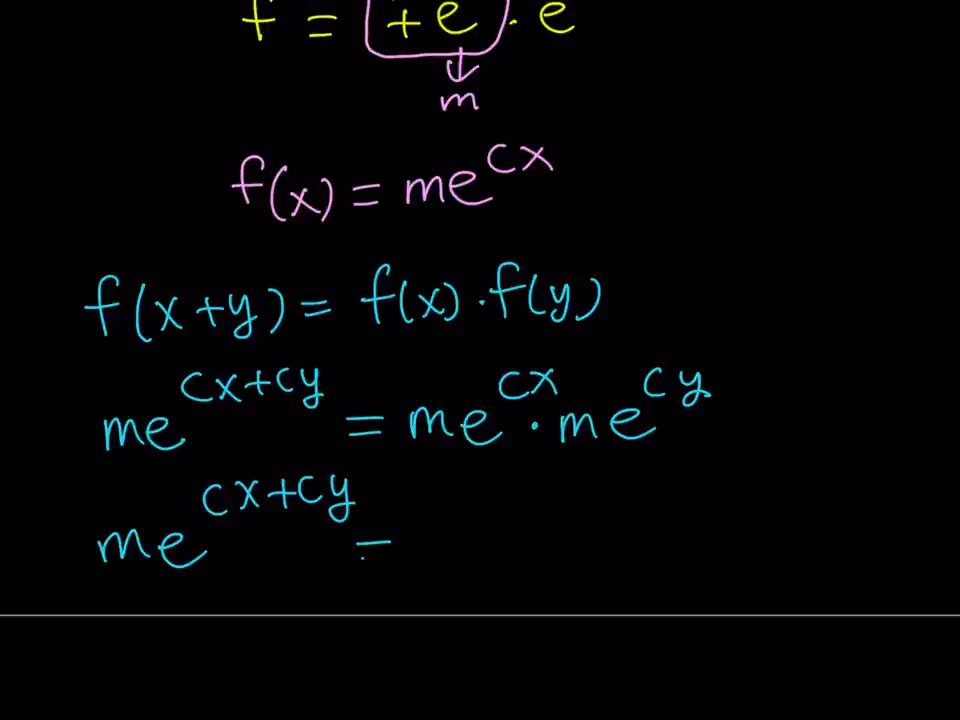 f = +e · e
m
f(x) = me^{cx}
f(x+y) = f(x) · f(y)
me^{cx+cy} = me^{cx} · me^{cy}
me^{cx+cy} =